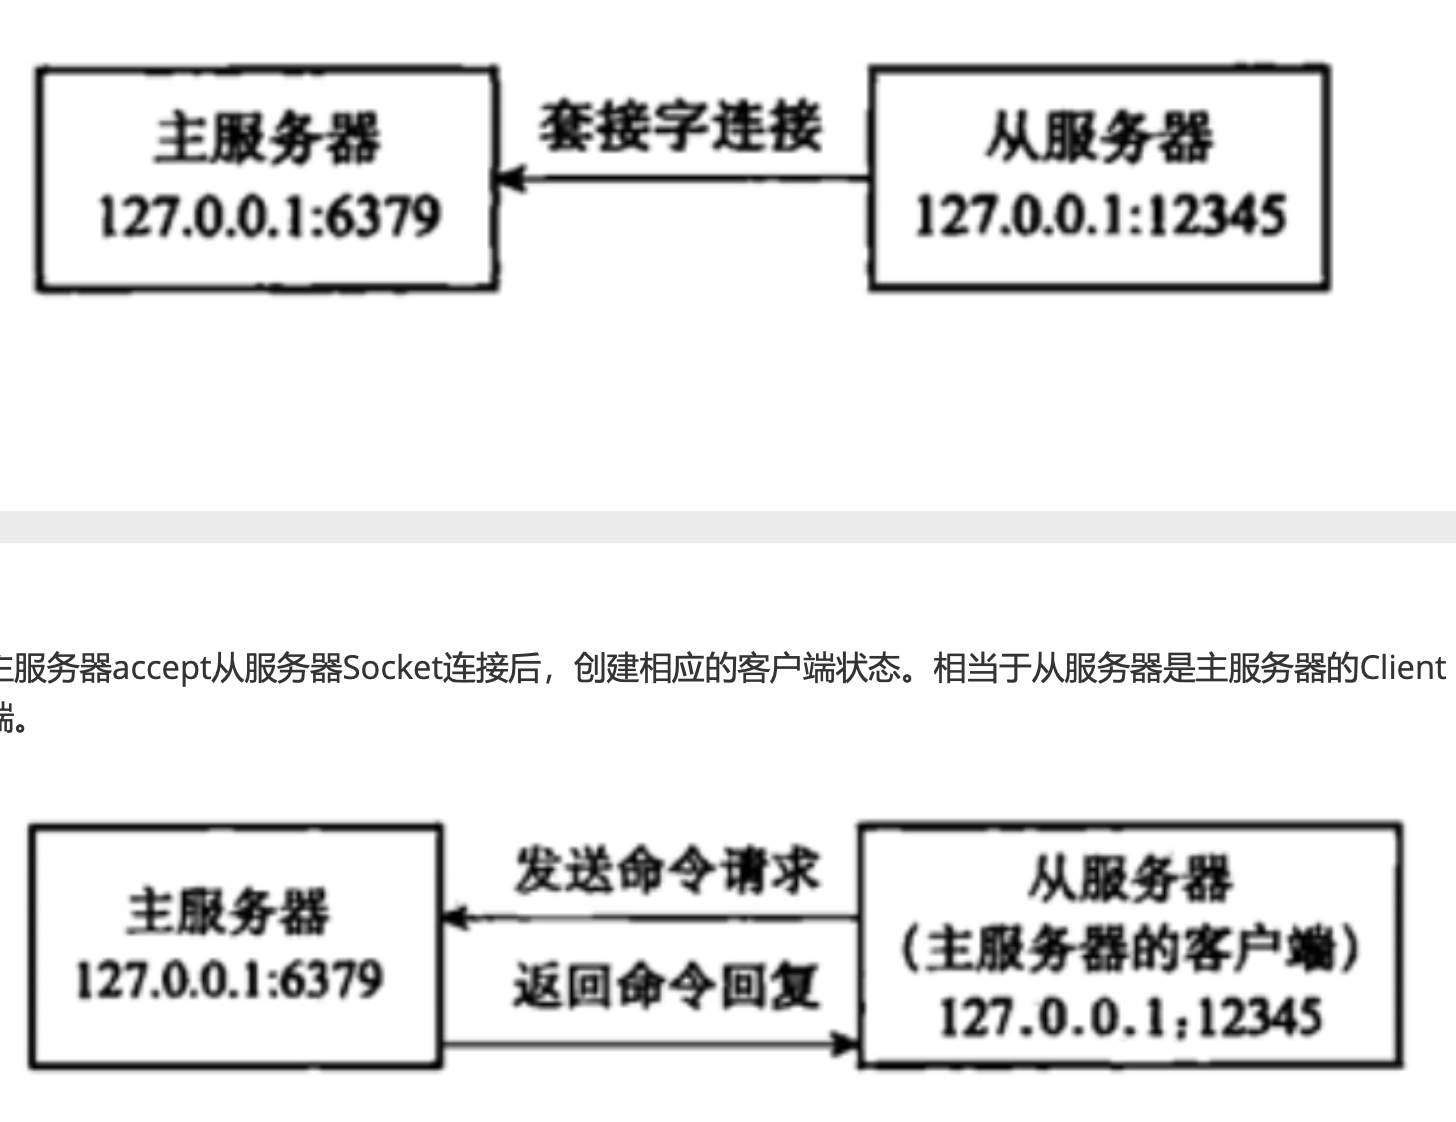 主服务器
127.0.0.1:6379
套接字连接
从服务器
127.0.0.1:12345
主服务器accept从服务器Socket连接后，创建相应的客户端状态。相当于从服务器是主服务器的Client
端。
主服务器
127.0.0.1:6379
发送命令请求
返回命令回复
从服务器
（主服务器的客户端）
127.0.0.1:12345